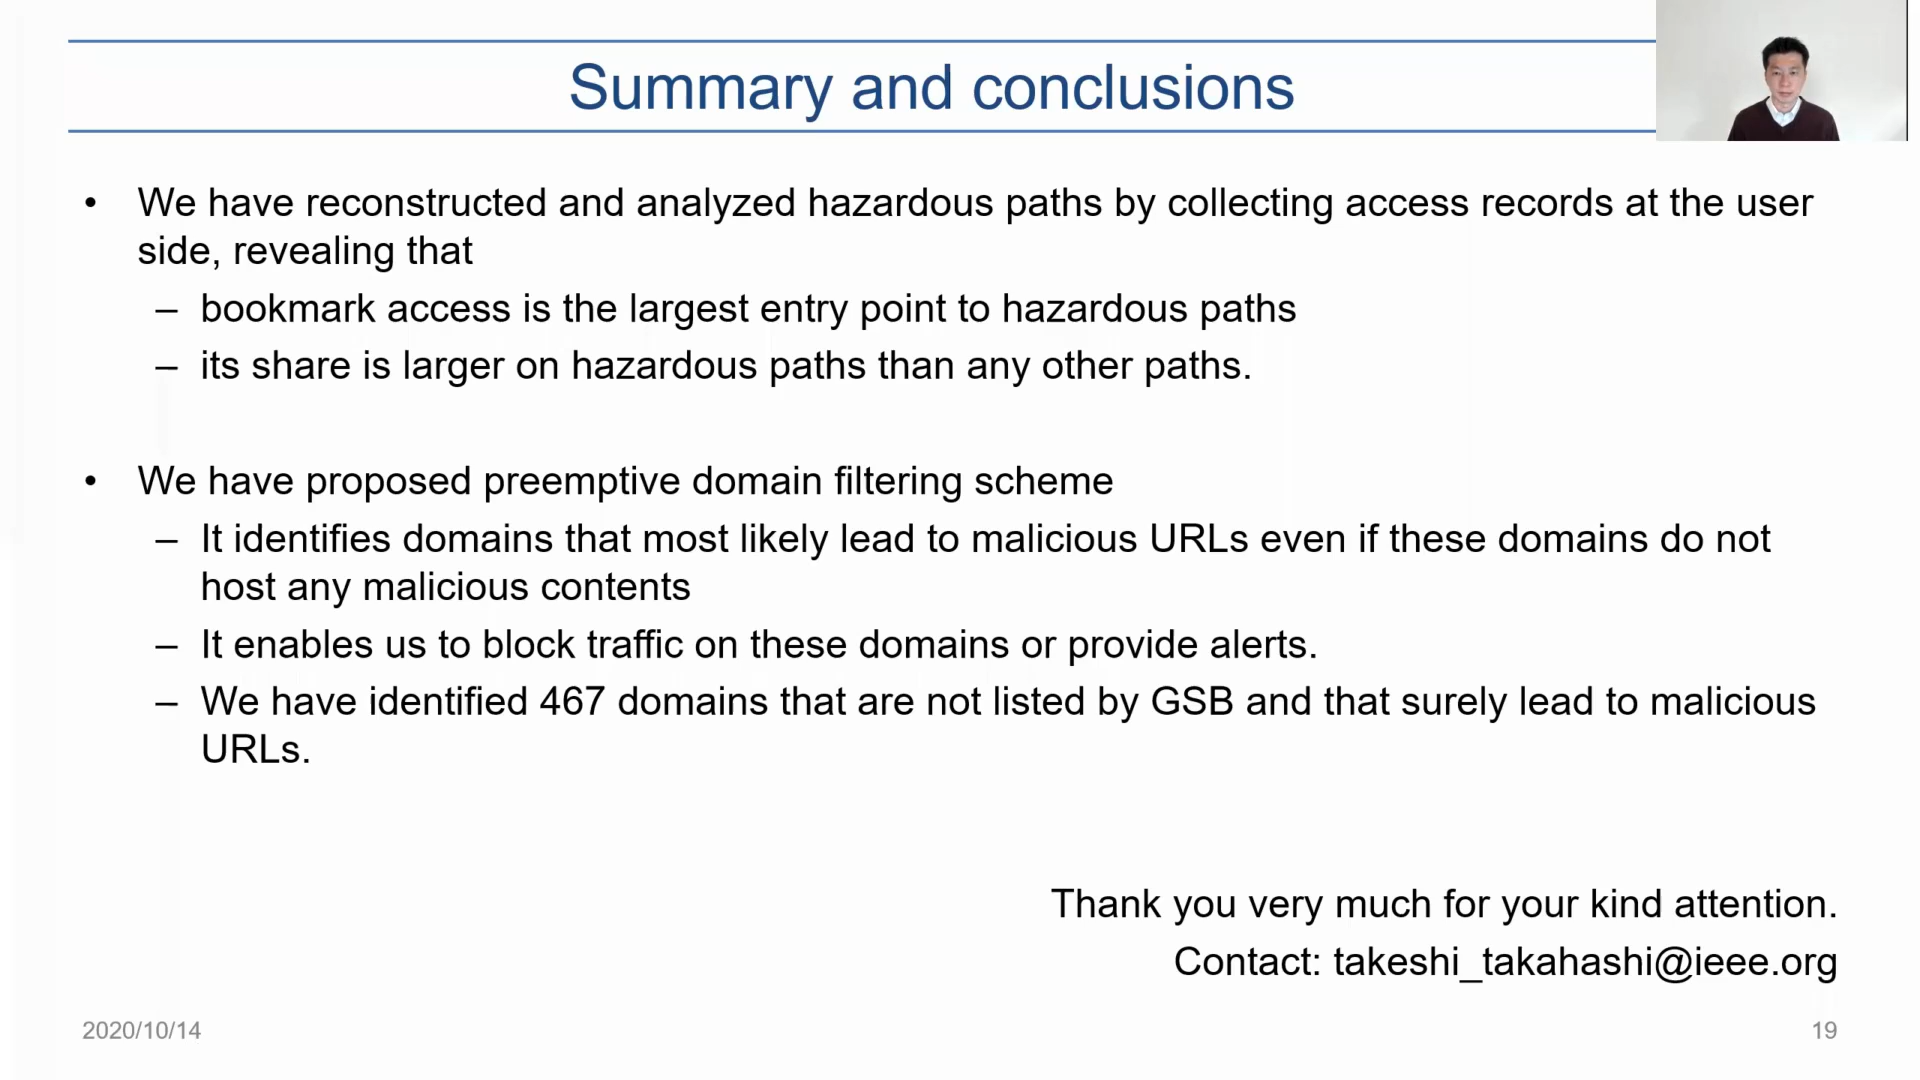 Summary and conclusions
• We have reconstructed and analyzed hazardous paths by collecting access records at the user
side, revealing that
– bookmark access is the largest entry point to hazardous paths
– its share is larger on hazardous paths than any other paths.
• We have proposed preemptive domain filtering scheme
– It identifies domains that most likely lead to malicious URLs even if these domains do not
host any malicious contents
– It enables us to block traffic on these domains or provide alerts.
– We have identified 467 domains that are not listed by GSB and that surely lead to malicious
URLs.
Thank you very much for your kind attention.
Contact: takeshi_takahashi@ieee.org
2020/10/14
19